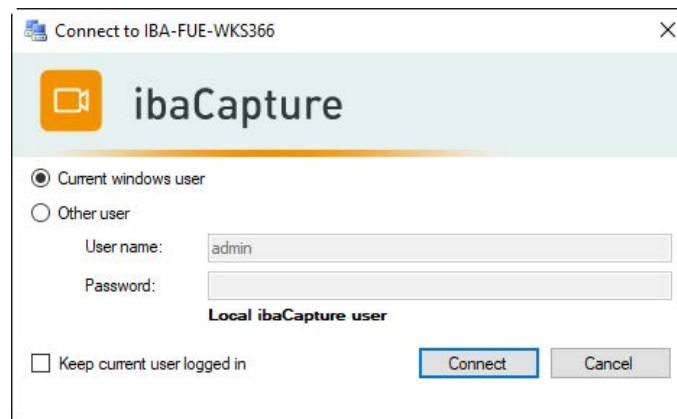 Connect to IBA-FUE-WKS366
ibaCapture
Current windows user
Other user
User name: admin
Password:
Local ibaCapture user
Keep current user logged in Connect Cancel